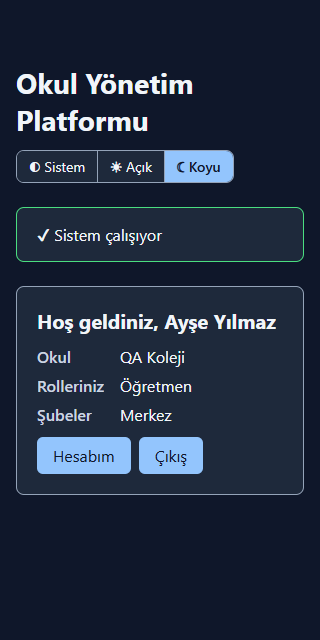 Okul Yönetim
Platformu
◐ Sistem ☀ Açık ☾ Koyu
✓ Sistem çalışıyor
Hoş geldiniz, Ayşe Yılmaz
Okul QA Koleji
Rolleriniz Öğretmen
Şubeler Merkez
Hesabım Çıkış